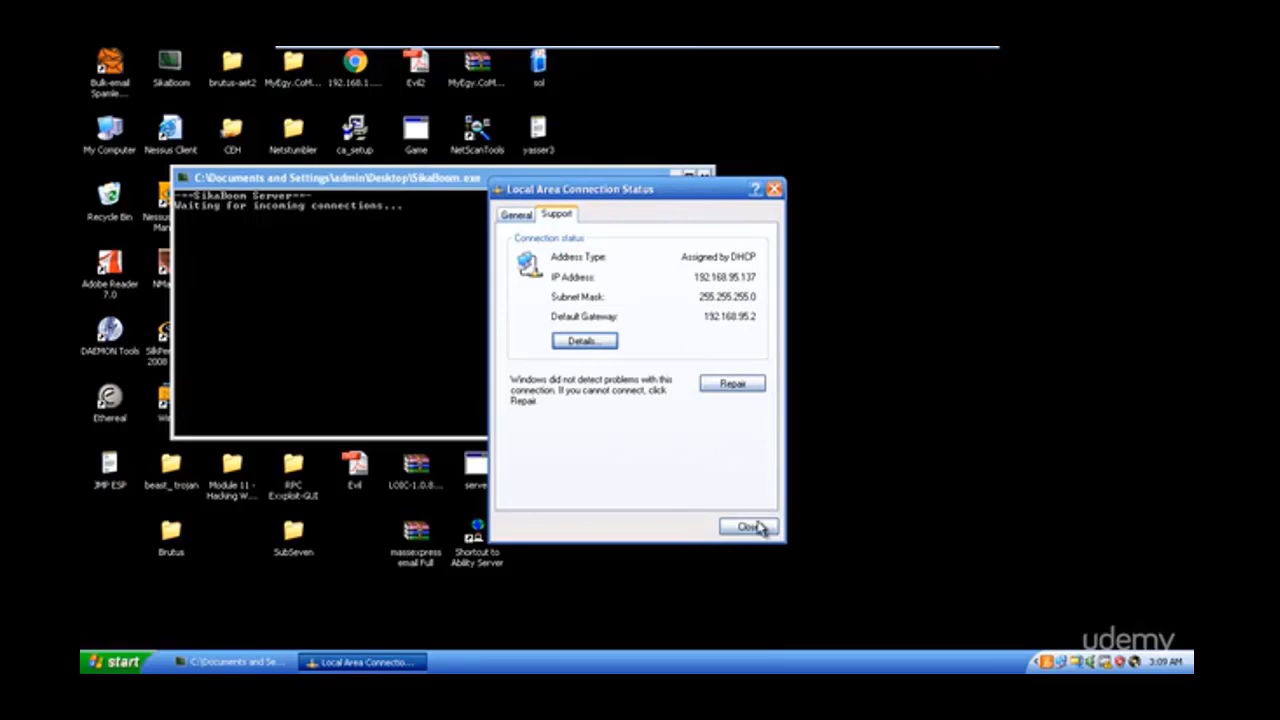 Bulk-email
Spamle...
SikaBoom
brutus-aet2
MyEgy.CoM...
192.168.1....
Evil2
MyEgy.CoM...
sol
My Computer
Nessus Client
CEH
Netstumbler
ca_setup
Game
NetScanTools
yasser3
C:\Documents and Settings\admin\Desktop\SikaBoom.exe
---SikaBoom Server---
Waiting for incoming connections...
Local Area Connection Status
General
Support
Connection status
Address Type:
Assigned by DHCP
IP Address:
192.168.95.137
Subnet Mask:
255.255.255.0
Default Gateway:
192.168.95.2
Details...
Windows did not detect problems with this
connection. If you cannot connect, click
Repair.
Repair
Close
Recycle Bin
Nessus
Man
Adobe Reader
7.0
NMa
DAEMON Tools
2008
Ethereal
JMP ESP
beast_trojan
Module 11 -
Hacking W...
RPC
Exxploit-GUI
Evil
LOIC-1.0.8...
serve
Brutus
SubSeven
massexpress
email Full
Shortcut to
Ability Server
udemy
start
C:\Documents and Se...
Local Area Connectio...
3:09 AM